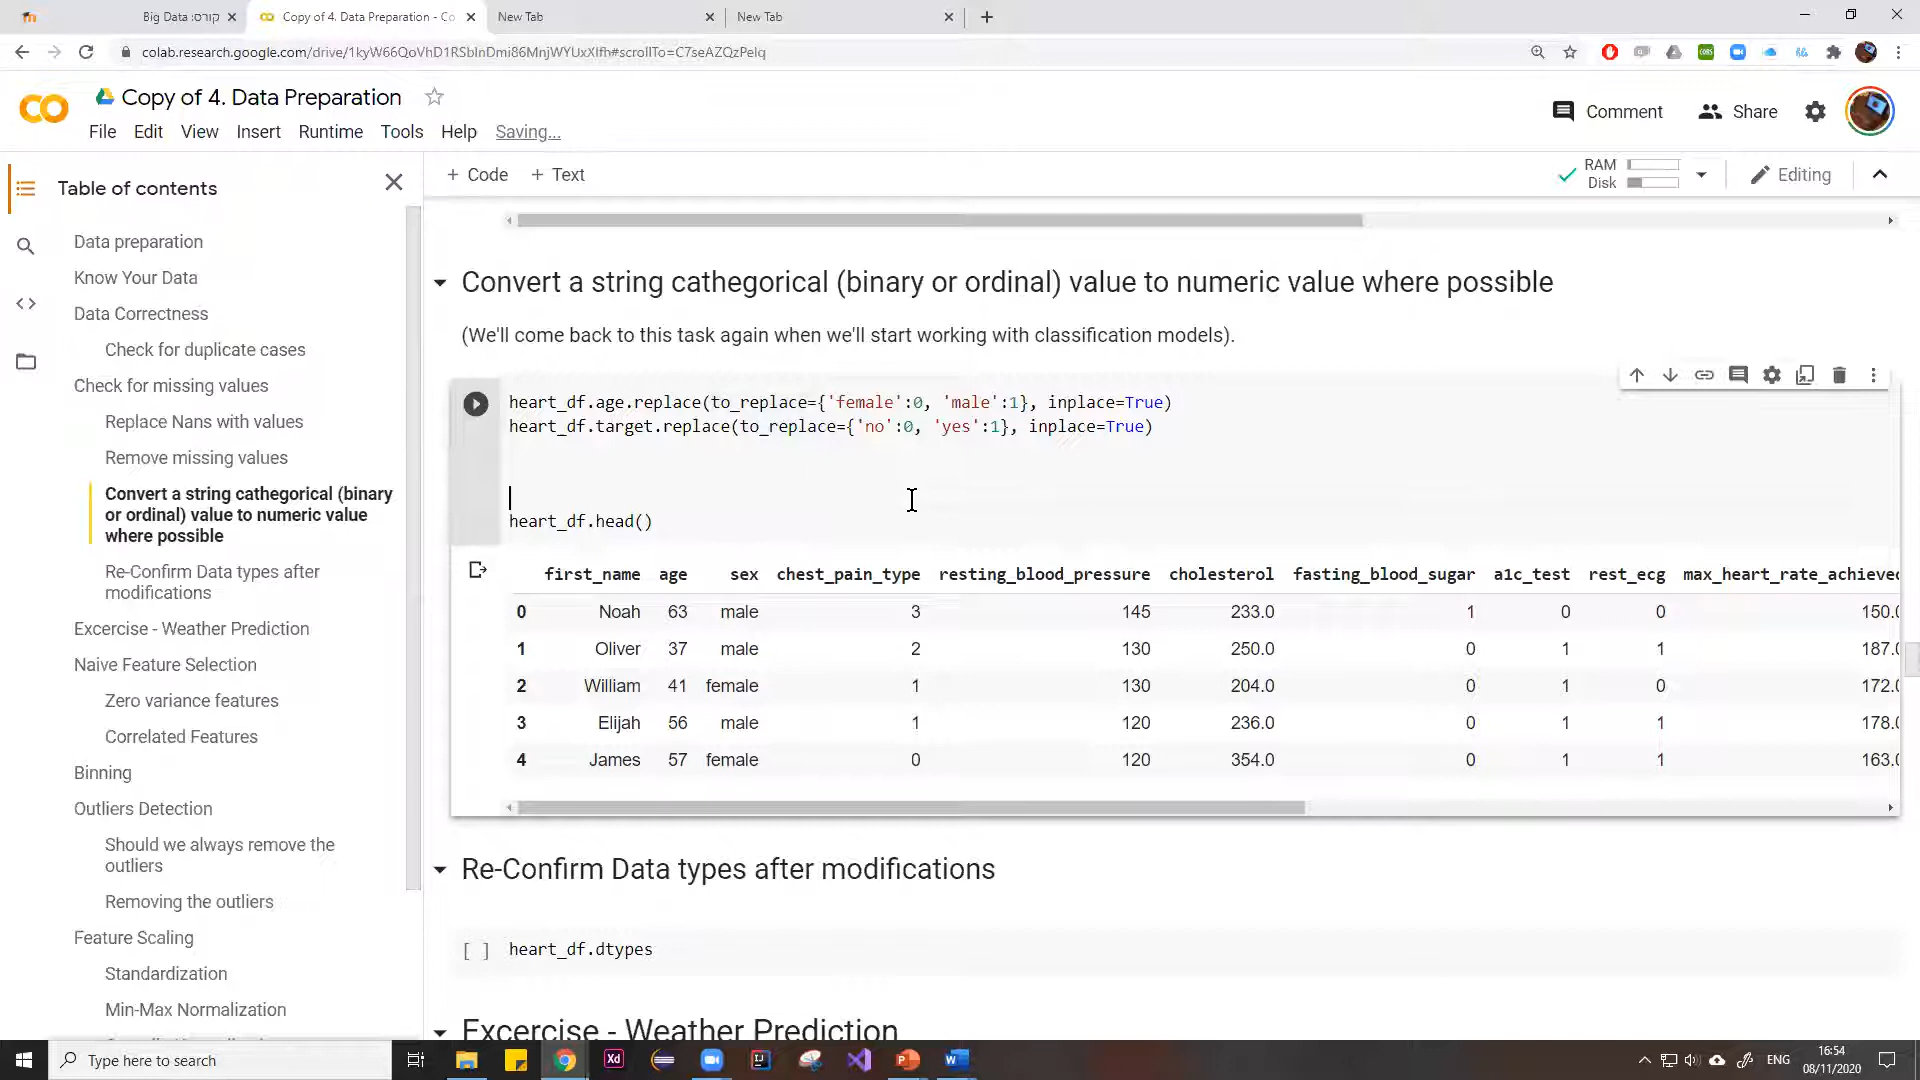 קורס: Big Data
Copy of 4. Data Preparation - Co
New Tab
New Tab
colab.research.google.com/drive/1kyW66QoVhD1RSbInDmi86MnjWYUxXlfh#scrollTo=C7seAZQzPelq
Copy of 4. Data Preparation
File Edit View Insert Runtime Tools Help Saving...
Comment Share
+ Code + Text
RAM
Disk
Editing
Table of contents
Data preparation
Know Your Data
Data Correctness
Check for duplicate cases
Check for missing values
Replace Nans with values
Remove missing values
Convert a string cathegorical (binary
or ordinal) value to numeric value
where possible
Re-Confirm Data types after
modifications
Excercise - Weather Prediction
Naive Feature Selection
Zero variance features
Correlated Features
Binning
Outliers Detection
Should we always remove the
outliers
Removing the outliers
Feature Scaling
Standardization
Min-Max Normalization
Convert a string cathegorical (binary or ordinal) value to numeric value where possible
(We'll come back to this task again when we'll start working with classification models).
heart_df.age.replace(to_replace={'female':0, 'male':1}, inplace=True)
heart_df.target.replace(to_replace={'no':0, 'yes':1}, inplace=True)
heart_df.head()
first_name age sex chest_pain_type resting_blood_pressure cholesterol fasting_blood_sugar a1c_test rest_ecg max_heart_rate_achieved
0 Noah 63 male 3 145 233.0 1 0 0 150.0
1 Oliver 37 male 2 130 250.0 0 1 1 187.0
2 William 41 female 1 130 204.0 0 1 0 172.0
3 Elijah 56 male 1 120 236.0 0 1 1 178.0
4 James 57 female 0 120 354.0 0 1 1 163.0
Re-Confirm Data types after modifications
[ ] heart_df.dtypes
Excercise - Weather Prediction
Type here to search
ENG
16:54
08/11/2020